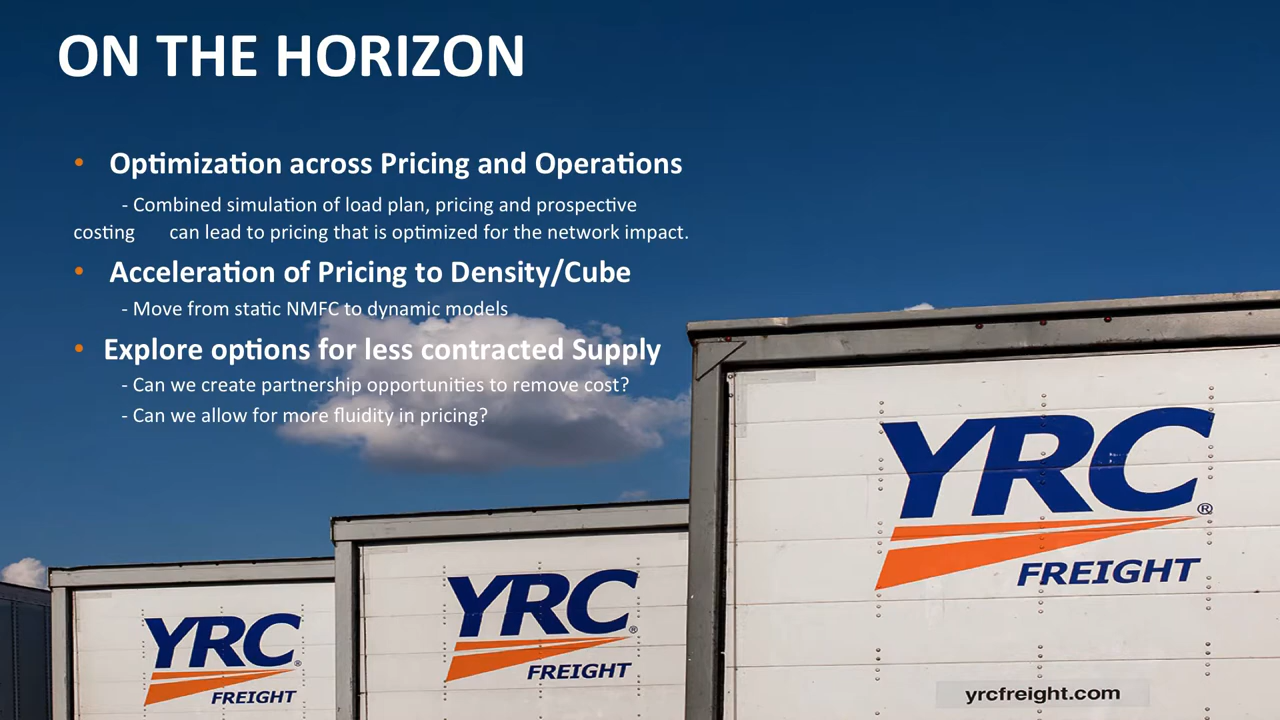 ON THE HORIZON
• Optimization across Pricing and Operations
- Combined simulation of load plan, pricing and prospective
costing can lead to pricing that is optimized for the network impact.
• Acceleration of Pricing to Density/Cube
- Move from static NMFC to dynamic models
• Explore options for less contracted Supply
- Can we create partnership opportunities to remove cost?
- Can we allow for more fluidity in pricing?
YRC®
FREIGHT
YRC®
FREIGHT
YRC®
FREIGHT
yrcfreight.com